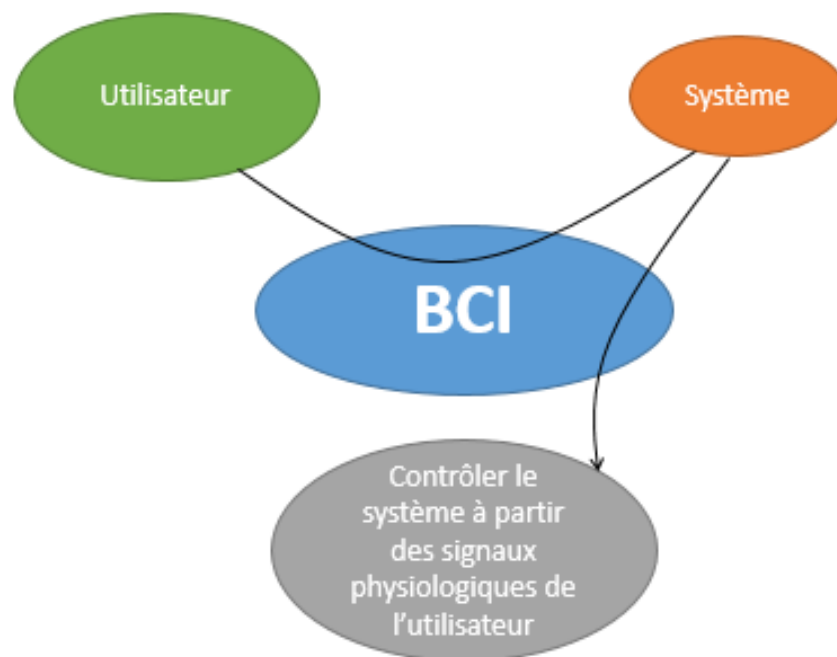 Utilisateur
Système
BCI
Contrôler le
système à partir
des signaux
physiologiques de
l’utilisateur